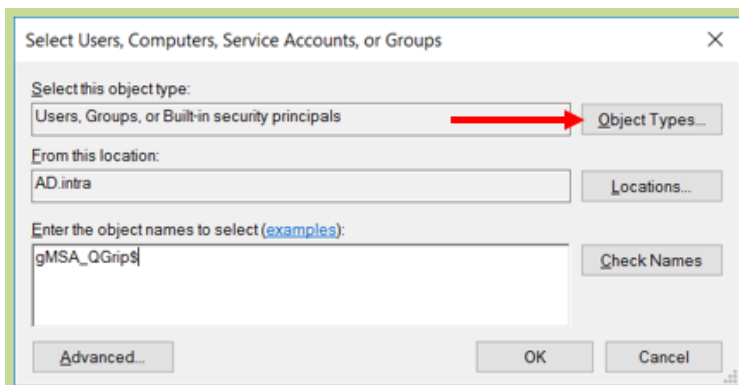 Select Users, Computers, Service Accounts, or Groups
Select this object type:
Users, Groups, or Built-in security principals
Object Types...
From this location:
AD.intra
Locations...
Enter the object names to select (examples):
gMSA_QGrip$
Check Names
Advanced...
OK
Cancel